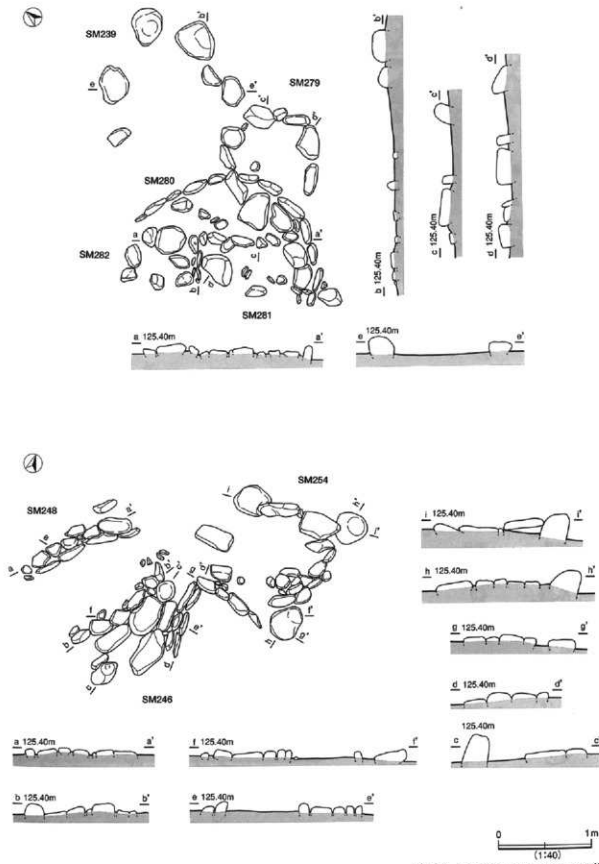 SM239
b'
e
e'
SM279
c'
b'
SM280
a
a'
SM282
c
b
SM281
b'
c'
d'
b 125.40m
c 125.40m
d 125.40m
a 125.40m a'
e 125.40m e'
SM254
SM248
a'
i
h'
i'
e
a
f
f'
g'
SM246
i 125.40m i'
h 125.40m h'
g 125.40m g'
d 125.40m d'
125.40m
c c'
a 125.40m a'
f 125.40m f'
b 125.40m b'
e 125.40m e'
0 1m
(1:40)